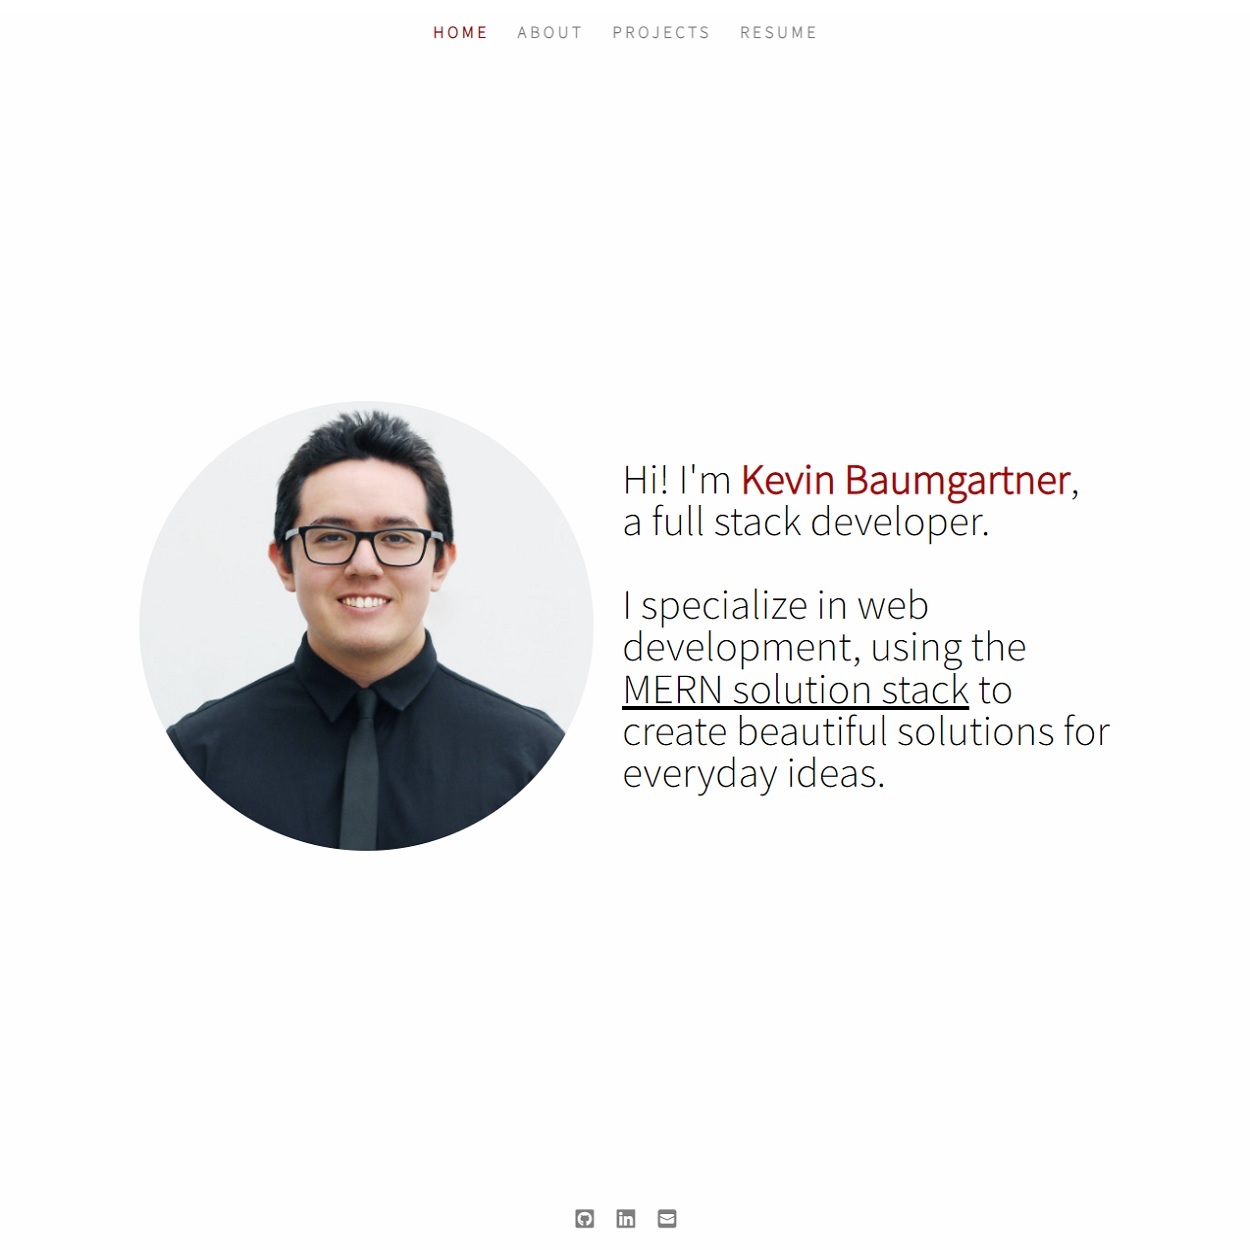 HOME ABOUT PROJECTS RESUME
Hi! I'm Kevin Baumgartner,
a full stack developer.
I specialize in web
development, using the
MERN solution stack to
create beautiful solutions for
everyday ideas.